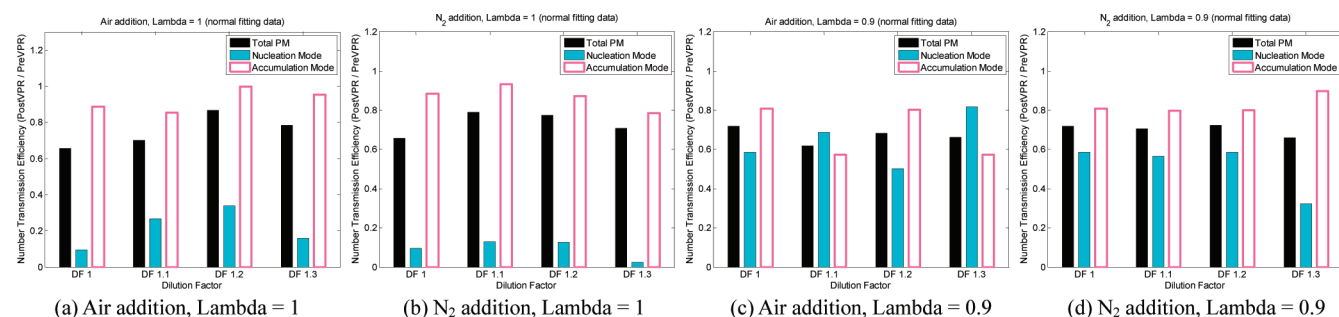 Air addition, Lambda = 1 (normal fitting data)
Number Transmission Efficiency (PostVPR / PreVPR)
1.2
1
0.8
0.6
0.4
0.2
0
Total PM
Nucleation Mode
Accumulation Mode
DF 1 DF 1.1 DF 1.2 DF 1.3
Dilution Factor
(a) Air addition, Lambda = 1
N2 addition, Lambda = 1 (normal fitting data)
Number Transmission Efficiency (PostVPR / PreVPR)
1.2
1
0.8
0.6
0.4
0.2
0
Total PM
Nucleation Mode
Accumulation Mode
DF 1 DF 1.1 DF 1.2 DF 1.3
Dilution Factor
(b) N2 addition, Lambda = 1
Air addition, Lambda = 0.9 (normal fitting data)
Number Transmission Efficiency (PostVPR / PreVPR)
1.2
1
0.8
0.6
0.4
0.2
0
Total PM
Nucleation Mode
Accumulation Mode
DF 1 DF 1.1 DF 1.2 DF 1.3
Dilution Factor
(c) Air addition, Lambda = 0.9
N2 addition, Lambda = 0.9 (normal fitting data)
Number Transmission Efficiency (PostVPR / PreVPR)
1.2
1
0.8
0.6
0.4
0.2
0
Total PM
Nucleation Mode
Accumulation Mode
DF 1 DF 1.1 DF 1.2 DF 1.3
Dilution Factor
(d) N2 addition, Lambda = 0.9